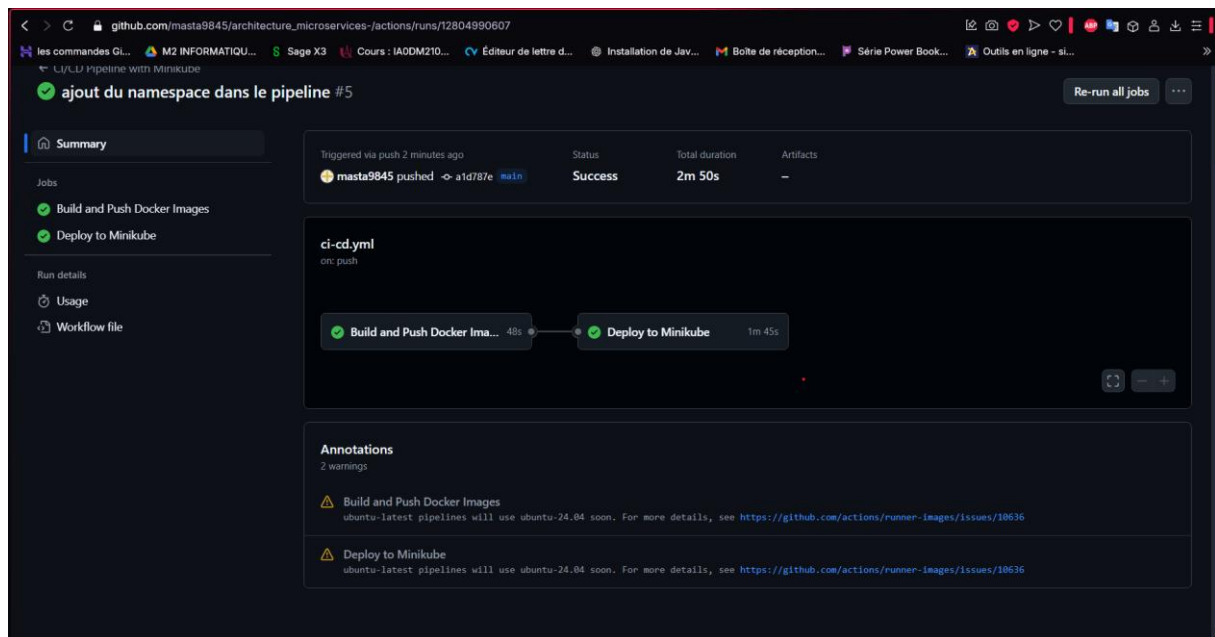 github.com/masta9845/architecture_microservices-/actions/runs/12804990607
les commandes Gi... M2 INFORMATIQU... Sage X3 Cours : IA0DM210... Éditeur de lettre d... Installation de Jav... Boîte de réception... Série Power Book... Outils en ligne - si... »
← CI/CD Pipeline with Minikube
ajout du namespace dans le pipeline #5
Re-run all jobs ...
Summary
Jobs
Build and Push Docker Images
Deploy to Minikube
Run details
Usage
Workflow file
Triggered via push 2 minutes ago Status Total duration Artifacts
masta9845 pushed a1d787e main Success 2m 50s –
ci-cd.yml
on: push
Build and Push Docker Ima... 48s Deploy to Minikube 1m 45s
Annotations
2 warnings
Build and Push Docker Images
ubuntu-latest pipelines will use ubuntu-24.04 soon. For more details, see https://github.com/actions/runner-images/issues/10636
Deploy to Minikube
ubuntu-latest pipelines will use ubuntu-24.04 soon. For more details, see https://github.com/actions/runner-images/issues/10636